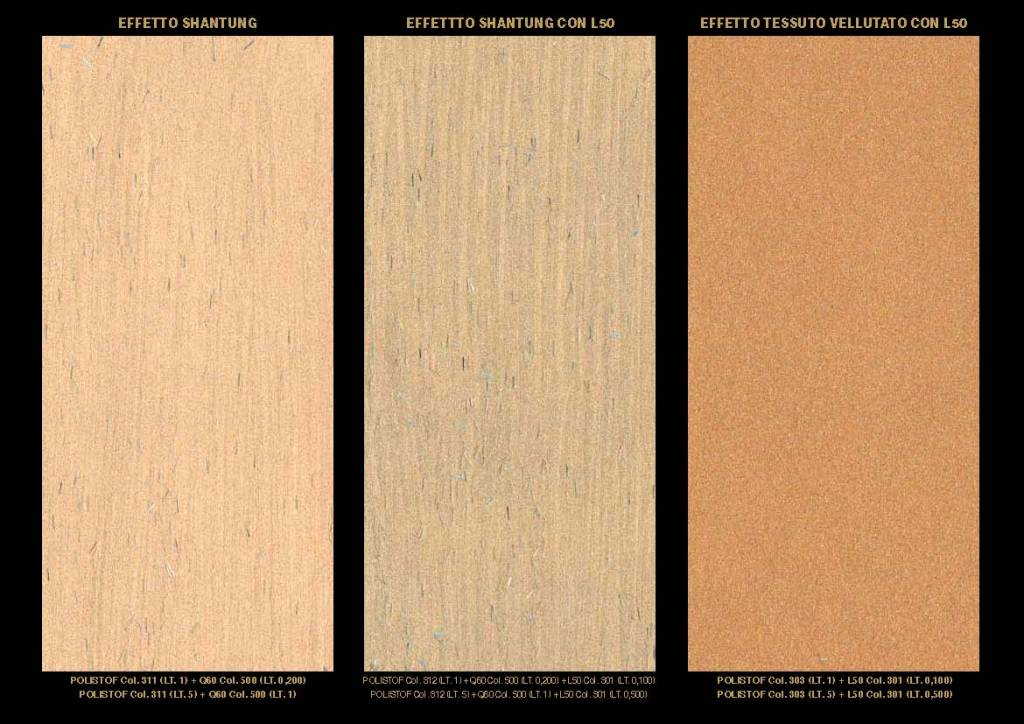 EFFETTO SHANTUNG
POLISTOF Col. 311 (LT. 1) + Q60 Col. 500 (LT. 0,200)
POLISTOF Col. 311 (LT. 5) + Q60 Col. 500 (LT. 1)
EFFETTTO SHANTUNG CON L50
POLISTOF Col. 312 (LT. 1) + Q60 Col. 500 (LT. 0,200) + L50 Col. 301 (LT. 0,100)
POLISTOF Col. 312 (LT. 5) + Q60 Col. 500 (LT. 1) + L50 Col. 301 (LT. 0,500)
EFFETTO TESSUTO VELLUTATO CON L50
POLISTOF Col. 303 (LT. 1) + L50 Col. 301 (LT. 0,100)
POLISTOF Col. 303 (LT. 5) + L50 Col. 301 (LT. 0,500)